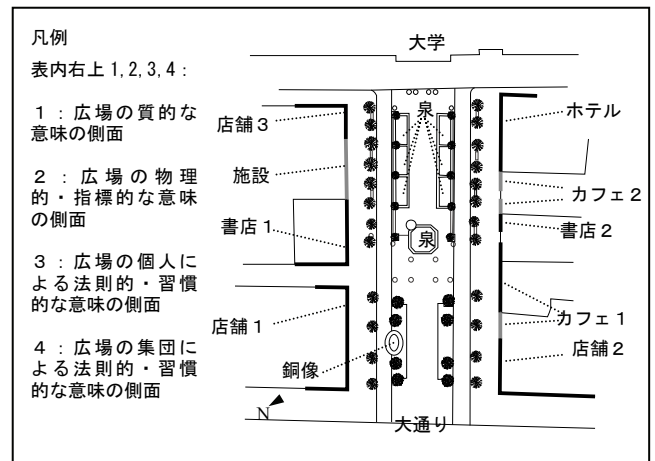 凡例
表内右上 1,2,3,4：
1：広場の質的な
意味の側面
2：広場の物理
的・指標的な意味
の側面
3：広場の個人に
よる法則的・習慣
的な意味の側面
4：広場の集団に
よる法則的・習慣
的な意味の側面
大学
店舗3
泉
ホテル
施設
カフェ2
書店1
泉
書店2
店舗1
カフェ1
店舗2
銅像
N
大通り